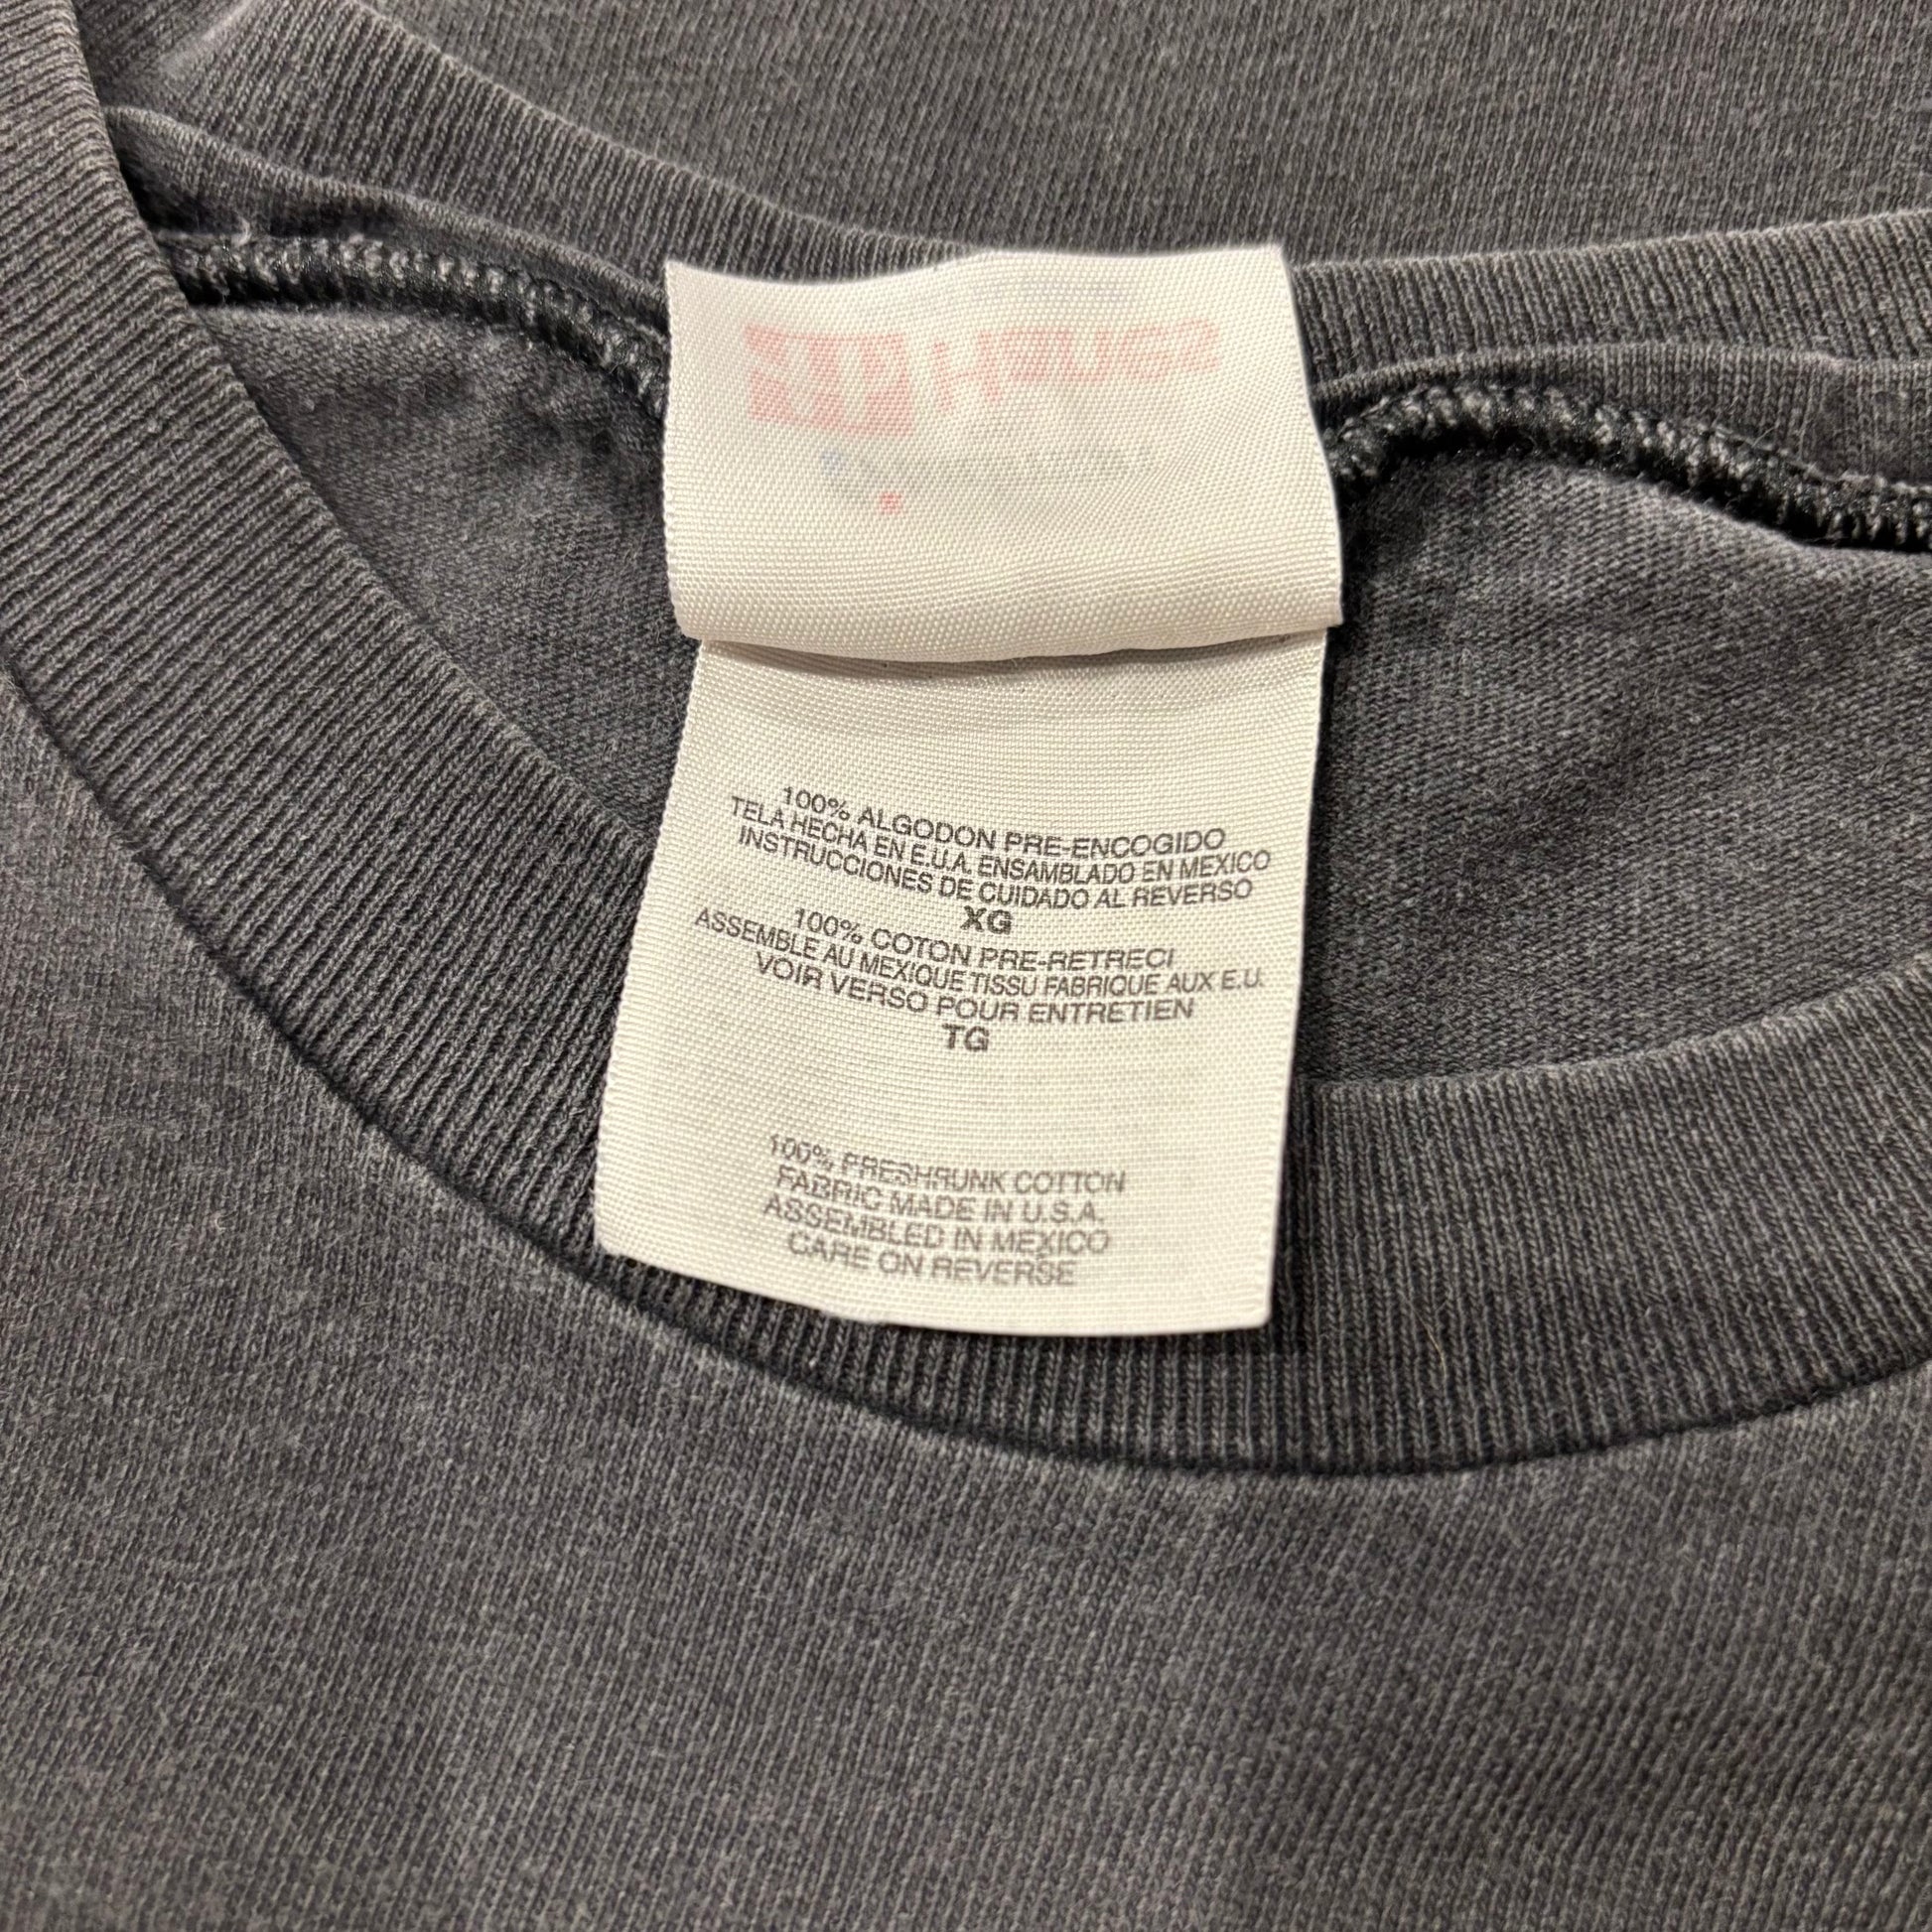 100% ALGODON PRE-ENCOGIDO
TELA HECHA EN E.U.A. ENSAMBLADO EN MEXICO
INSTRUCCIONES DE CUIDADO AL REVERSO
XG
100% COTON PRE-RETRECI
ASSEMBLE AU MEXIQUE TISSU FABRIQUE AUX E.U.
VOIR VERSO POUR ENTRETIEN
TG
100% PRESHRUNK COTTON
FABRIC MADE IN U.S.A.
ASSEMBLED IN MEXICO
CARE ON REVERSE